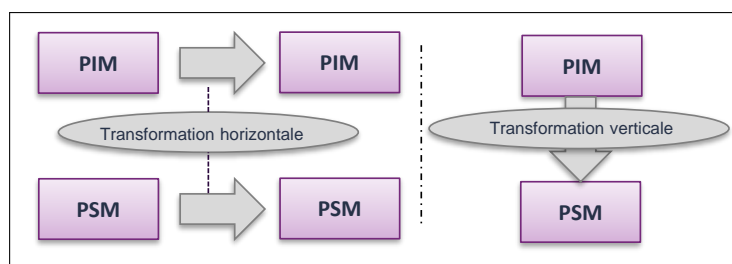 PIM
PIM
Transformation horizontale
PSM
PSM
PIM
Transformation verticale
PSM